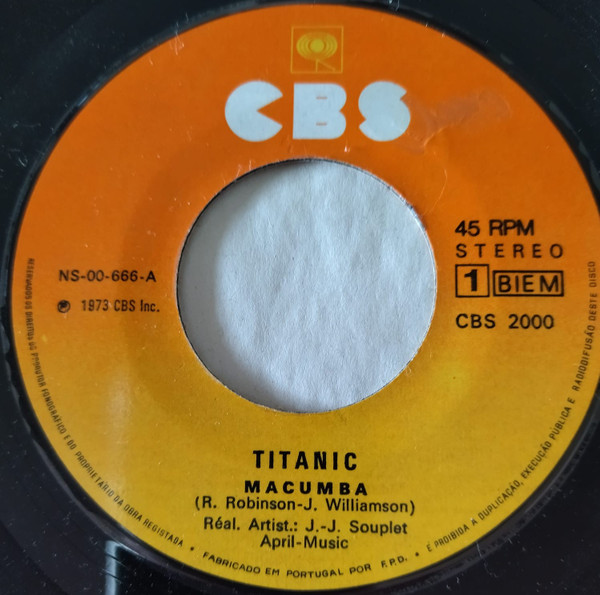 CBS
45 RPM
STEREO
1 BIEM
CBS 2000
NS-00-666-A
℗ 1973 CBS Inc.
TITANIC
MACUMBA
(R. Robinson-J. Williamson)
Réal. Artist.: J.-J. Souplet
April-Music
RESERVADOS OS DIREITOS DO PRODUTOR FONOGRÁFICO E DO PROPRIETÁRIO DA OBRA REGISTADA • FABRICADO EM PORTUGAL POR F.P.D. • É PROIBIDA A DUPLICAÇÃO, EXECUÇÃO PÚBLICA E RADIODIFUSÃO DESTE DISCO